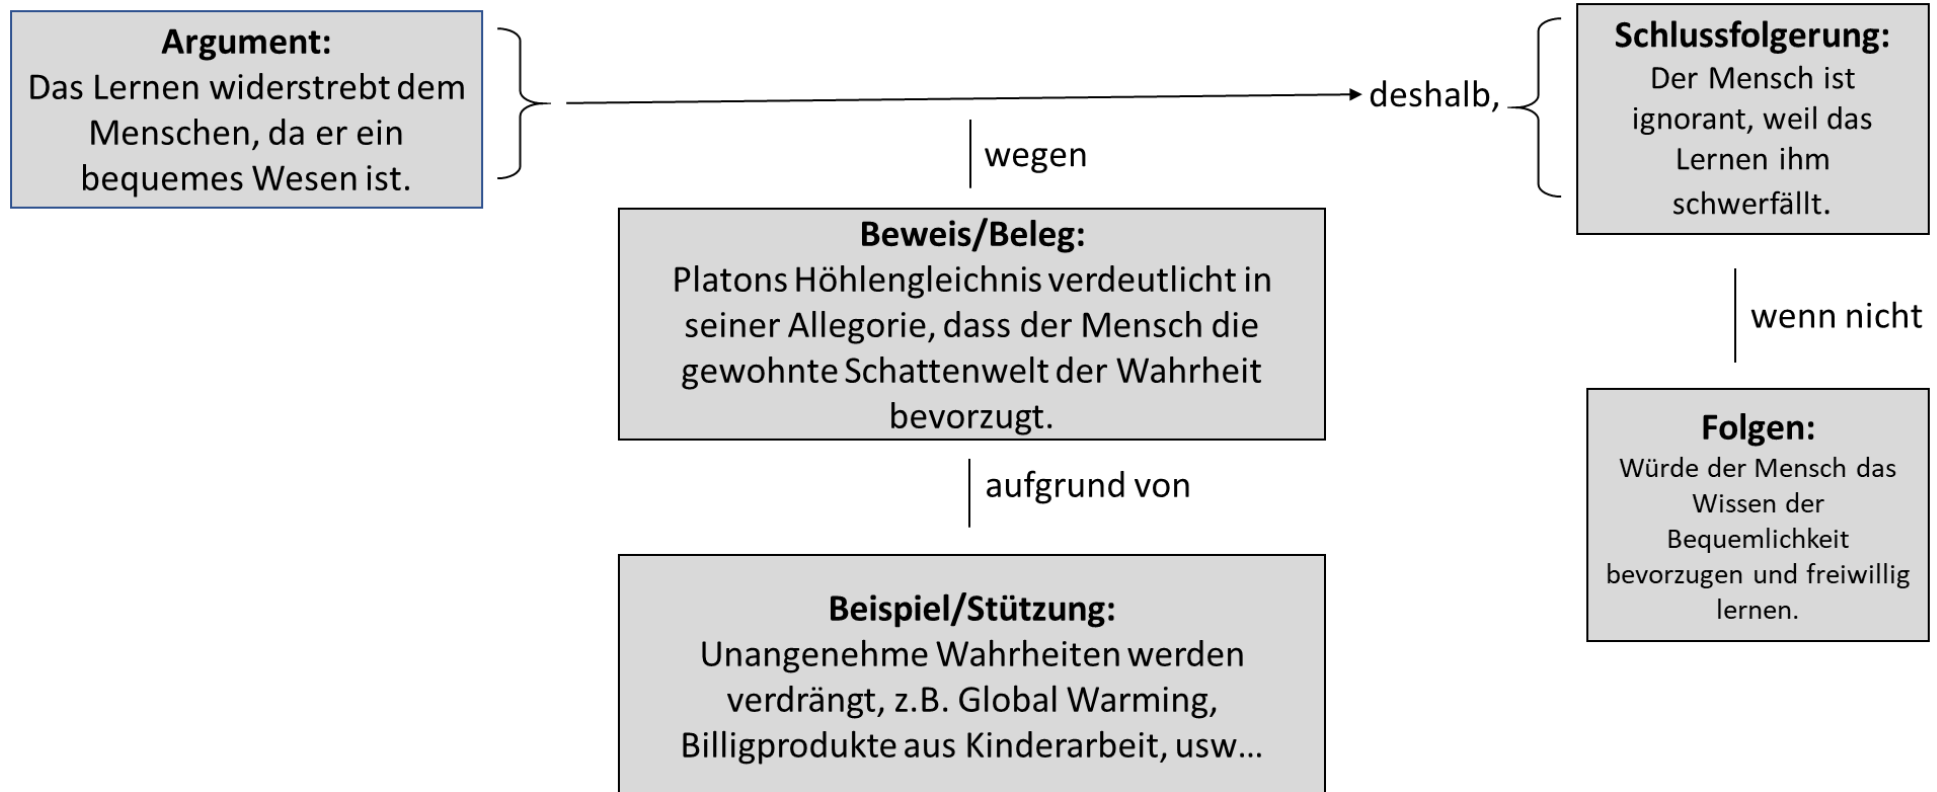 Argument:
Das Lernen widerstrebt dem
Menschen, da er ein
bequemes Wesen ist.
deshalb,
Schlussfolgerung:
Der Mensch ist
ignorant, weil das
Lernen ihm
schwerfällt.
wegen
Beweis/Beleg:
Platons Höhlengleichnis verdeutlicht in
seiner Allegorie, dass der Mensch die
gewohnte Schattenwelt der Wahrheit
bevorzugt.
wenn nicht
Folgen:
Würde der Mensch das
Wissen der
Bequemlichkeit
bevorzugen und freiwillig
lernen.
aufgrund von
Beispiel/Stützung:
Unangenehme Wahrheiten werden
verdrängt, z.B. Global Warming,
Billigprodukte aus Kinderarbeit, usw…